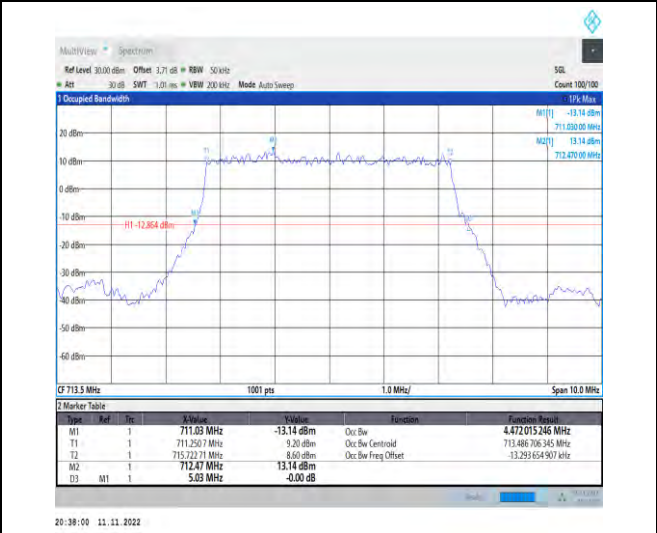 MultiView Spectrum
Ref Level 30.00 dBm Offset 3.71 dB RBW 50 kHz SGL
Att 30 dB SWT 1.01 ms VBW 200 kHz Mode Auto Sweep Count 100/100
1 Occupied Bandwidth 1Pk Max
M1[1] -13.14 dBm
711.03000 MHz
M2[1] 13.14 dBm
712.47000 MHz
20 dBm
T1
T2
10 dBm
0 dBm
-10 dBm
H1 -12.864 dBm
-20 dBm
-30 dBm
-40 dBm
-50 dBm
-60 dBm
CF 713.5 MHz 1001 pts 1.0 MHz/ Span 10.0 MHz
2 Marker Table
Type Ref Trc X-Value Y-Value Function Function Result
M1 1 711.03 MHz -13.14 dBm Occ Bw 4.472 015 246 MHz
T1 1 711.2507 MHz 9.20 dBm Occ Bw Centroid 713.486 706 345 MHz
T2 1 715.72271 MHz 8.60 dBm Occ Bw Freq Offset -13.293 654 907 kHz
M2 1 712.47 MHz 13.14 dBm
D3 M1 1 5.03 MHz -0.00 dB
20:38:00 11.11.2022